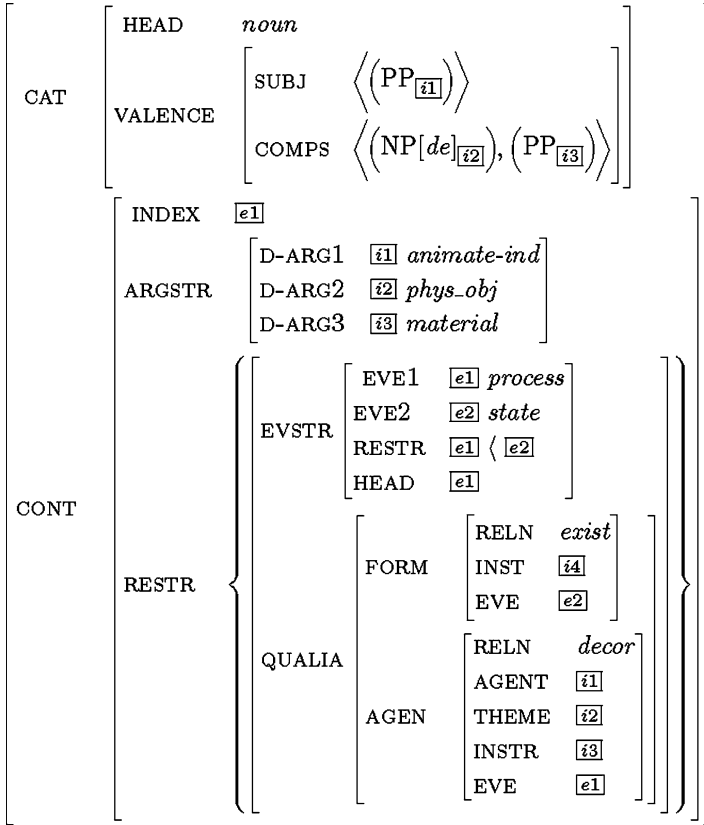 CAT
HEAD noun
VALENCE
SUBJ ⟨(PP[i1])⟩
COMPS ⟨(NP[de][i2]), (PP[i3])⟩
CONT
INDEX [e1]
ARGSTR
D-ARG1 [i1] animate-ind
D-ARG2 [i2] phys_obj
D-ARG3 [i3] material
RESTR
EVSTR
EVE1 [e1] process
EVE2 [e2] state
RESTR [e1] ⟨ [e2]
HEAD [e1]
QUALIA
FORM
RELN exist
INST [i4]
EVE [e2]
AGEN
RELN decor
AGENT [i1]
THEME [i2]
INSTR [i3]
EVE [e1]